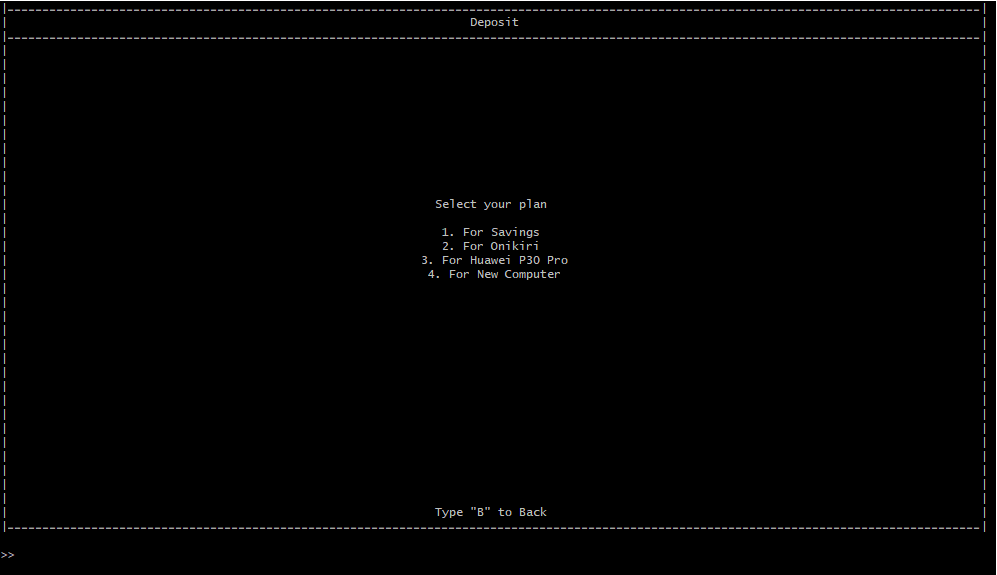 Deposit
Select your plan
1. For Savings
2. For Onikiri
3. For Huawei P30 Pro
4. For New Computer
Type "B" to Back
>>